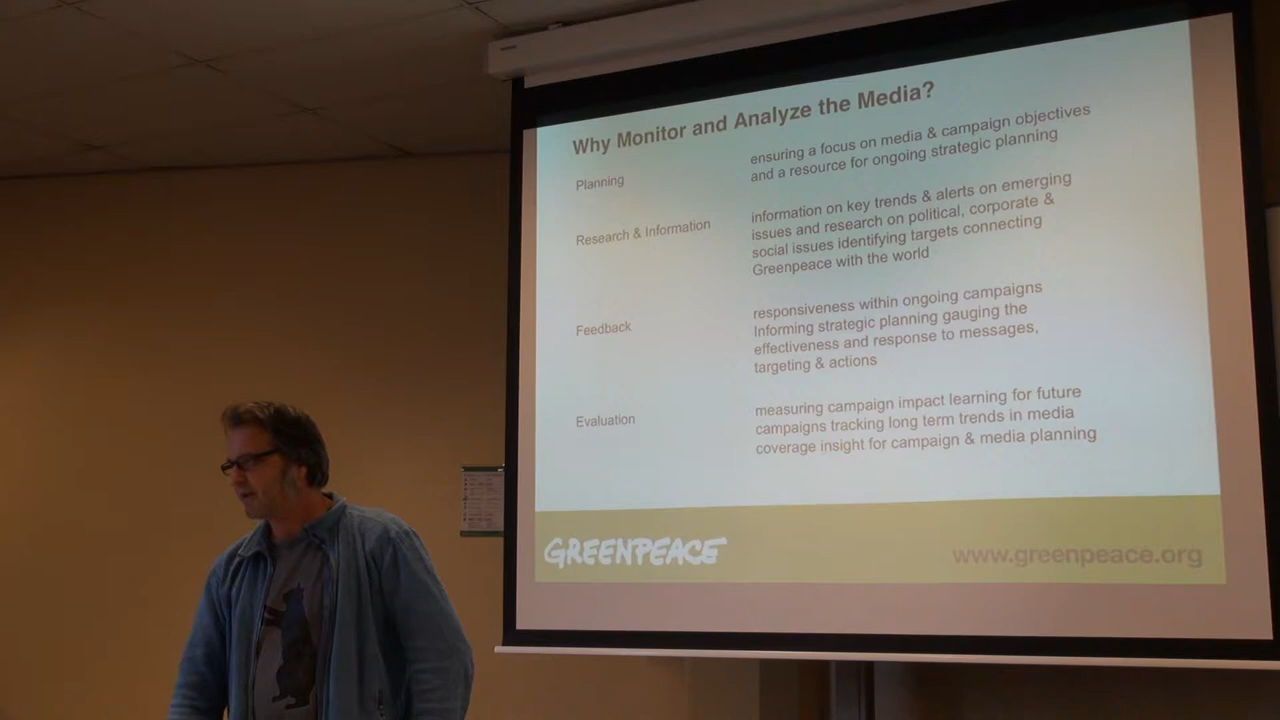 Why Monitor and Analyze the Media?
Planning
ensuring a focus on media & campaign objectives
and a resource for ongoing strategic planning
Research & Information
information on key trends & alerts on emerging
issues and research on political, corporate &
social issues identifying targets connecting
Greenpeace with the world
Feedback
responsiveness within ongoing campaigns
Informing strategic planning gauging the
effectiveness and response to messages,
targeting & actions
Evaluation
measuring campaign impact learning for future
campaigns tracking long term trends in media
coverage insight for campaign & media planning
GREENPEACE
www.greenpeace.org